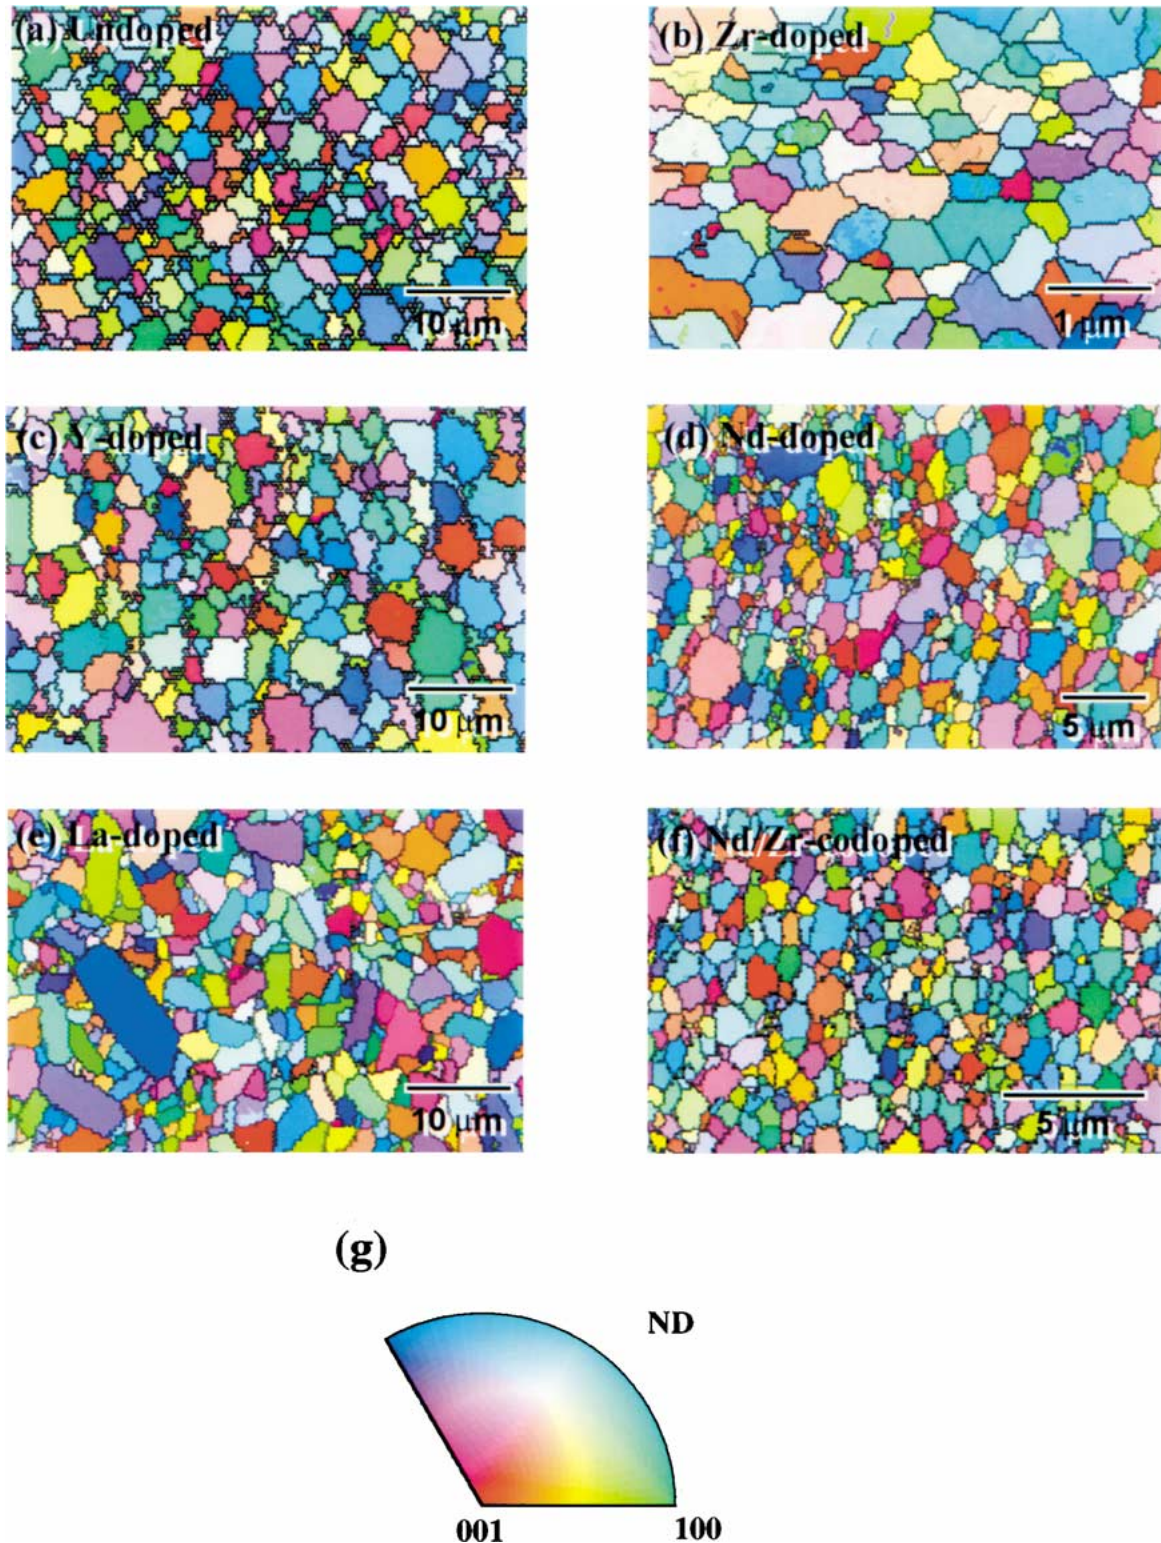 (a) Undoped
10 μm
(b) Zr-doped
1 μm
(c) Y-doped
10 μm
(d) Nd-doped
5 μm
(e) La-doped
10 μm
(f) Nd/Zr-codoped
5 μm
(g)
ND
001
100